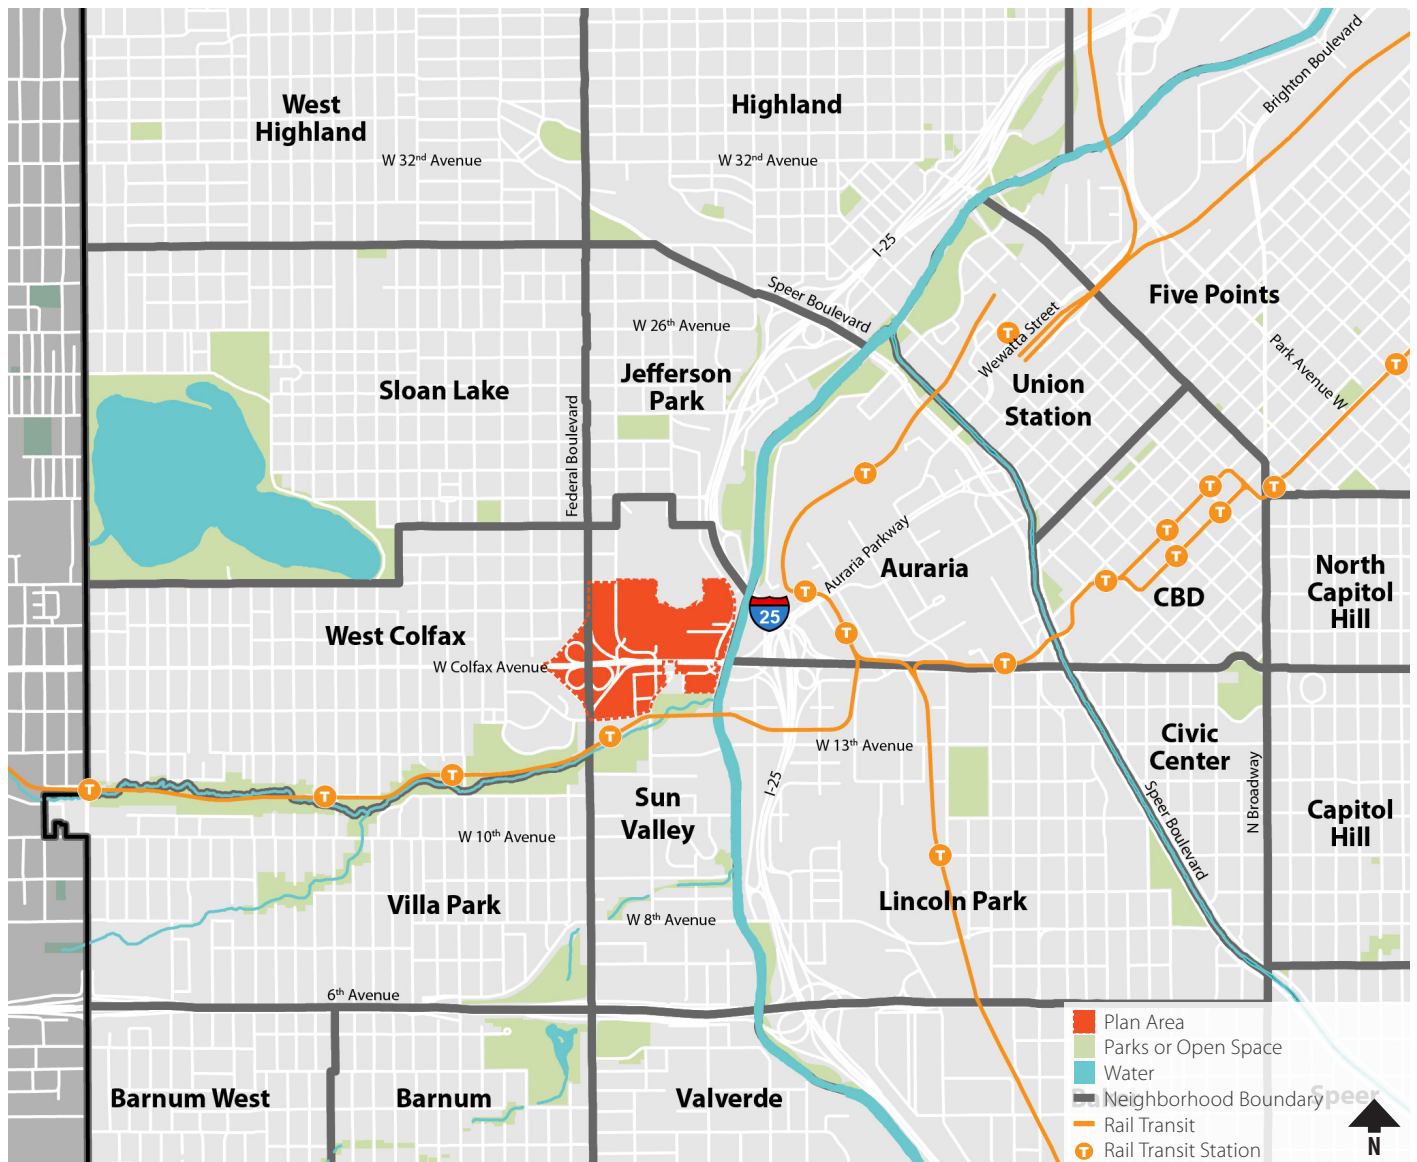 Brighton Boulevard
West
Highland
Highland
W 32nd Avenue
W 32nd Avenue
I-25
Speer Boulevard
Five Points
W 26th Avenue
Wewatta Street
Park Avenue W
Jefferson
Park
Sloan Lake
Union
Station
Federal Boulevard
T
T
T
T
T
T
T
Auraria Parkway
Auraria
T
T
T
CBD
North
Capitol
Hill
25
T
T
T
West Colfax
W Colfax Avenue
W 13th Avenue
Civic
Center
T
T
T
T
I-25
Sun
Valley
N Broadway
Speer Boulevard
Capitol
Hill
W 10th Avenue
T
Villa Park
Lincoln Park
W 8th Avenue
6th Avenue
Barnum West
Barnum
Valverde
Plan Area
Parks or Open Space
Water
Neighborhood Boundary
Speer
Rail Transit
T Rail Transit Station
N